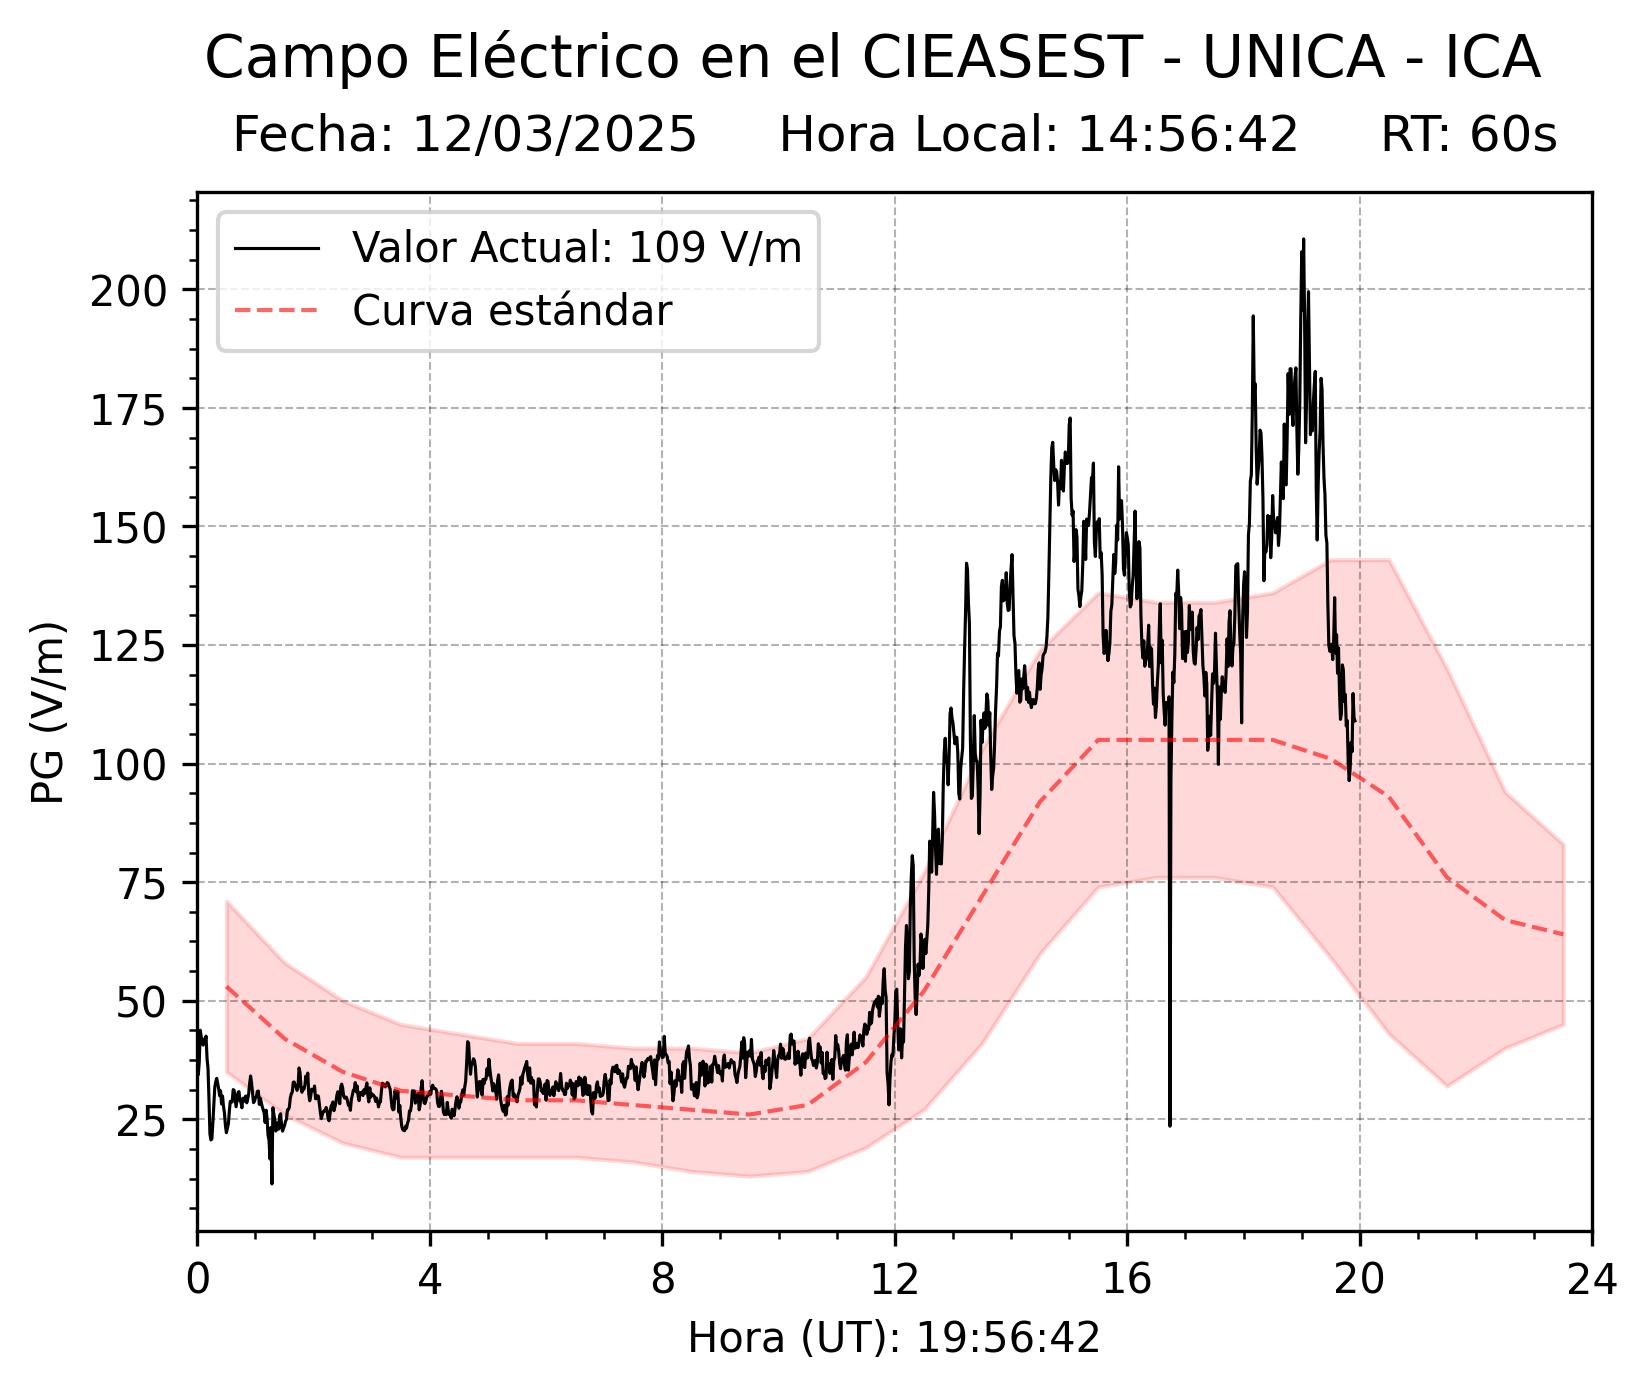 Campo Eléctrico en el CIEASEST - UNICA - ICA
Fecha: 12/03/2025 Hora Local: 14:56:42 RT: 60s
Valor Actual: 109 V/m
Curva estándar
PG (V/m)
200
175
150
125
100
75
50
25
0 4 8 12 16 20 24
Hora (UT): 19:56:42